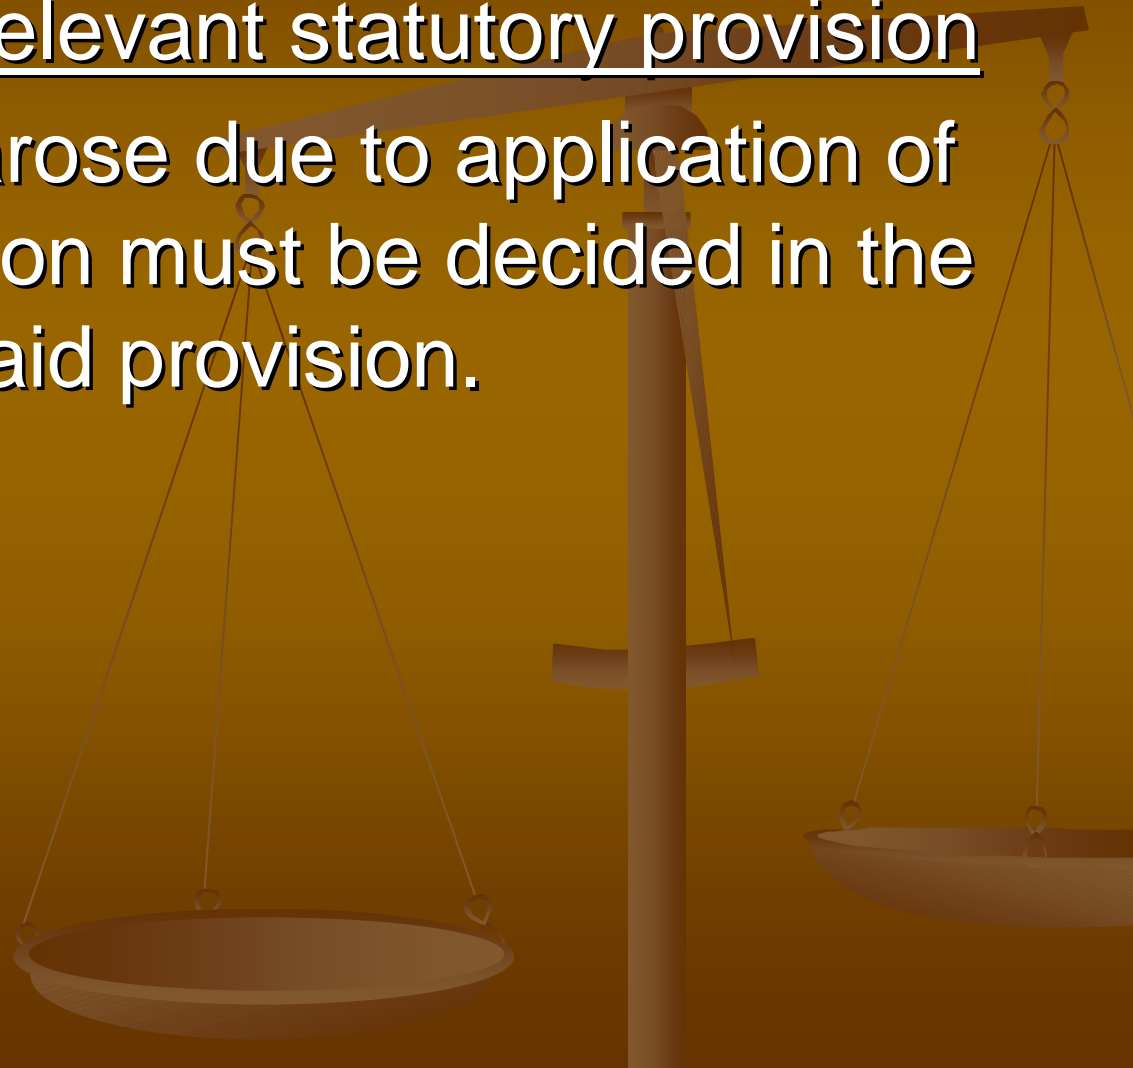 elevant statutory provision
arose due to application of
on must be decided in the
aid provision.